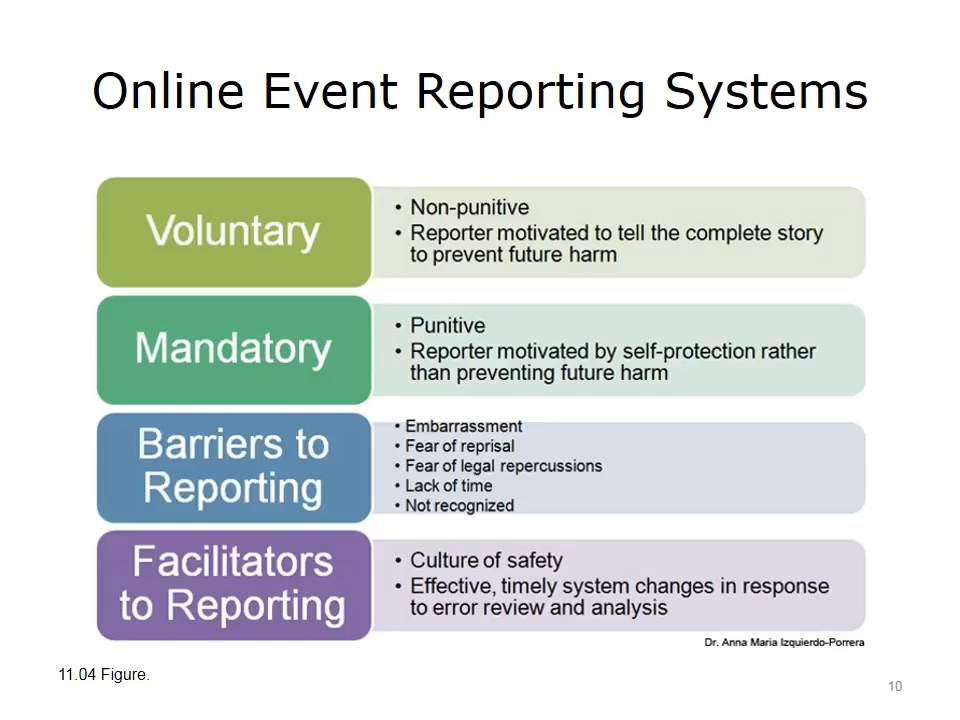 Online Event Reporting Systems
Voluntary
• Non-punitive
• Reporter motivated to tell the complete story
to prevent future harm
Mandatory
• Punitive
• Reporter motivated by self-protection rather
than preventing future harm
Barriers to
Reporting
• Embarrassment
• Fear of reprisal
• Fear of legal repercussions
• Lack of time
• Not recognized
Facilitators
to Reporting
• Culture of safety
• Effective, timely system changes in response
to error review and analysis
Dr. Anna Maria Izquierdo-Porrera
11.04 Figure.
10